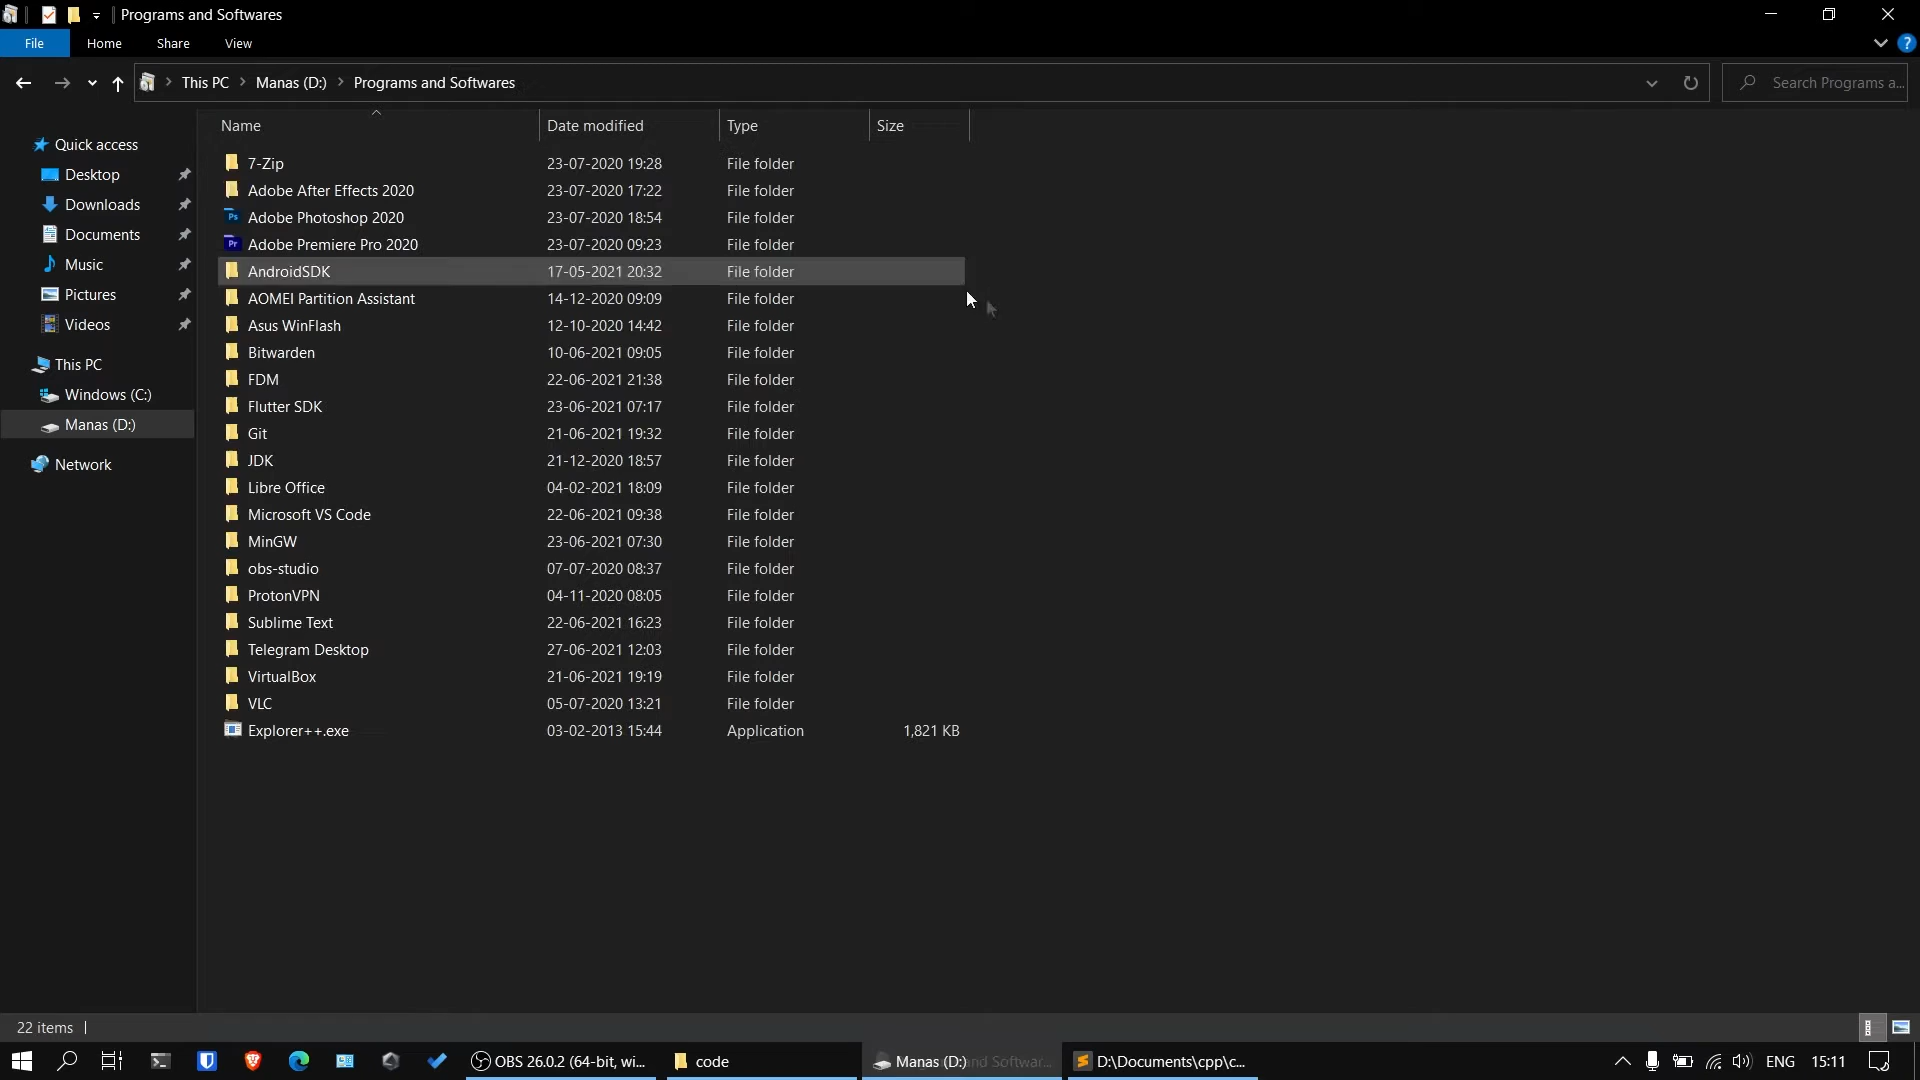 Programs and Softwares
File Home Share View
?
This PC Manas (D:) Programs and Softwares
Search Programs a...
Name Date modified Type Size
Quick access
Desktop
Downloads
Documents
Music
Pictures
Videos
This PC
Windows (C:)
Manas (D:)
Network
7-Zip 23-07-2020 19:28 File folder
Adobe After Effects 2020 23-07-2020 17:22 File folder
Ps Adobe Photoshop 2020 23-07-2020 18:54 File folder
Pr Adobe Premiere Pro 2020 23-07-2020 09:23 File folder
AndroidSDK 17-05-2021 20:32 File folder
AOMEI Partition Assistant 14-12-2020 09:09 File folder
Asus WinFlash 12-10-2020 14:42 File folder
Bitwarden 10-06-2021 09:05 File folder
FDM 22-06-2021 21:38 File folder
Flutter SDK 23-06-2021 07:17 File folder
Git 21-06-2021 19:32 File folder
JDK 21-12-2020 18:57 File folder
Libre Office 04-02-2021 18:09 File folder
Microsoft VS Code 22-06-2021 09:38 File folder
MinGW 23-06-2021 07:30 File folder
obs-studio 07-07-2020 08:37 File folder
ProtonVPN 04-11-2020 08:05 File folder
Sublime Text 22-06-2021 16:23 File folder
Telegram Desktop 27-06-2021 12:03 File folder
VirtualBox 21-06-2021 19:19 File folder
VLC 05-07-2020 13:21 File folder
Explorer++.exe 03-02-2013 15:44 Application 1,821 KB
22 items
OBS 26.0.2 (64-bit, wi... code Manas (D:) and Softwar... D:\Documents\cpp\c... ENG 15:11